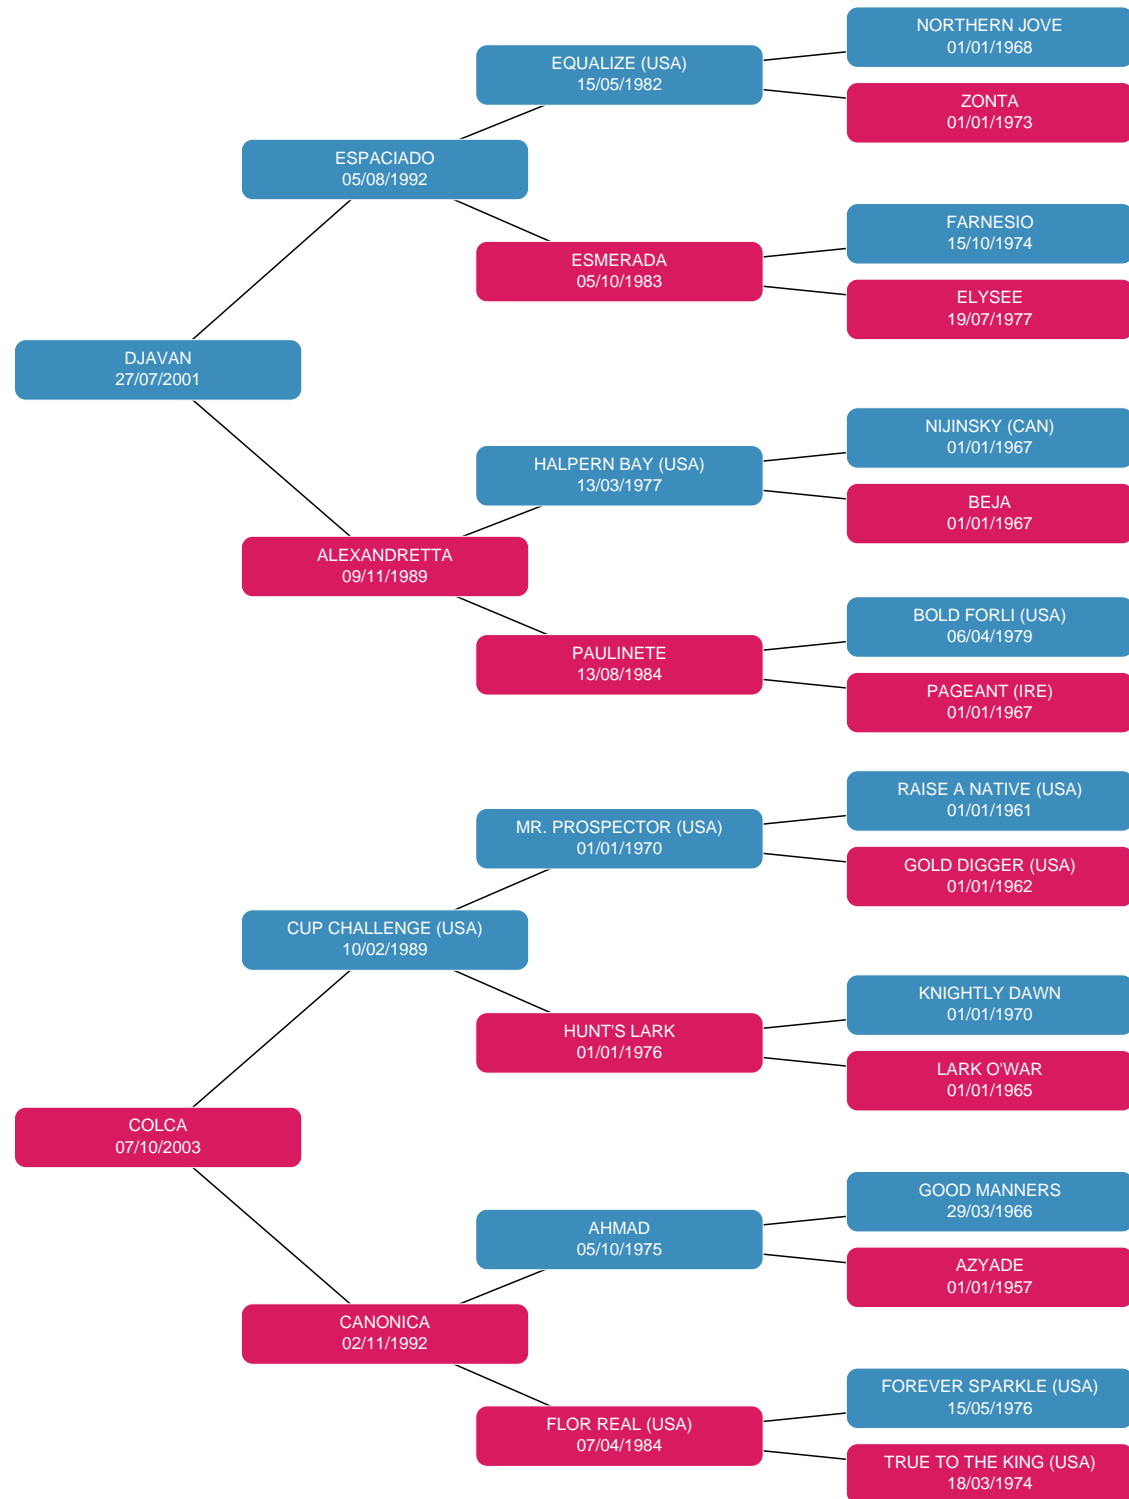 NORTHERN JOVE
01/01/1968
EQUALIZE (USA)
15/05/1982
ZONTA
01/01/1973
ESPACIADO
05/08/1992
FARNESIO
15/10/1974
ESMERADA
05/10/1983
ELYSEE
19/07/1977
DJAVAN
27/07/2001
NIJINSKY (CAN)
01/01/1967
HALPERN BAY (USA)
13/03/1977
BEJA
01/01/1967
ALEXANDRETTA
09/11/1989
BOLD FORLI (USA)
06/04/1979
PAULINETE
13/08/1984
PAGEANT (IRE)
01/01/1967
RAISE A NATIVE (USA)
01/01/1961
MR. PROSPECTOR (USA)
01/01/1970
GOLD DIGGER (USA)
01/01/1962
CUP CHALLENGE (USA)
10/02/1989
KNIGHTLY DAWN
01/01/1970
HUNT'S LARK
01/01/1976
LARK O'WAR
01/01/1965
COLCA
07/10/2003
GOOD MANNERS
29/03/1966
AHMAD
05/10/1975
AZYADE
01/01/1957
CANONICA
02/11/1992
FOREVER SPARKLE (USA)
15/05/1976
FLOR REAL (USA)
07/04/1984
TRUE TO THE KING (USA)
18/03/1974